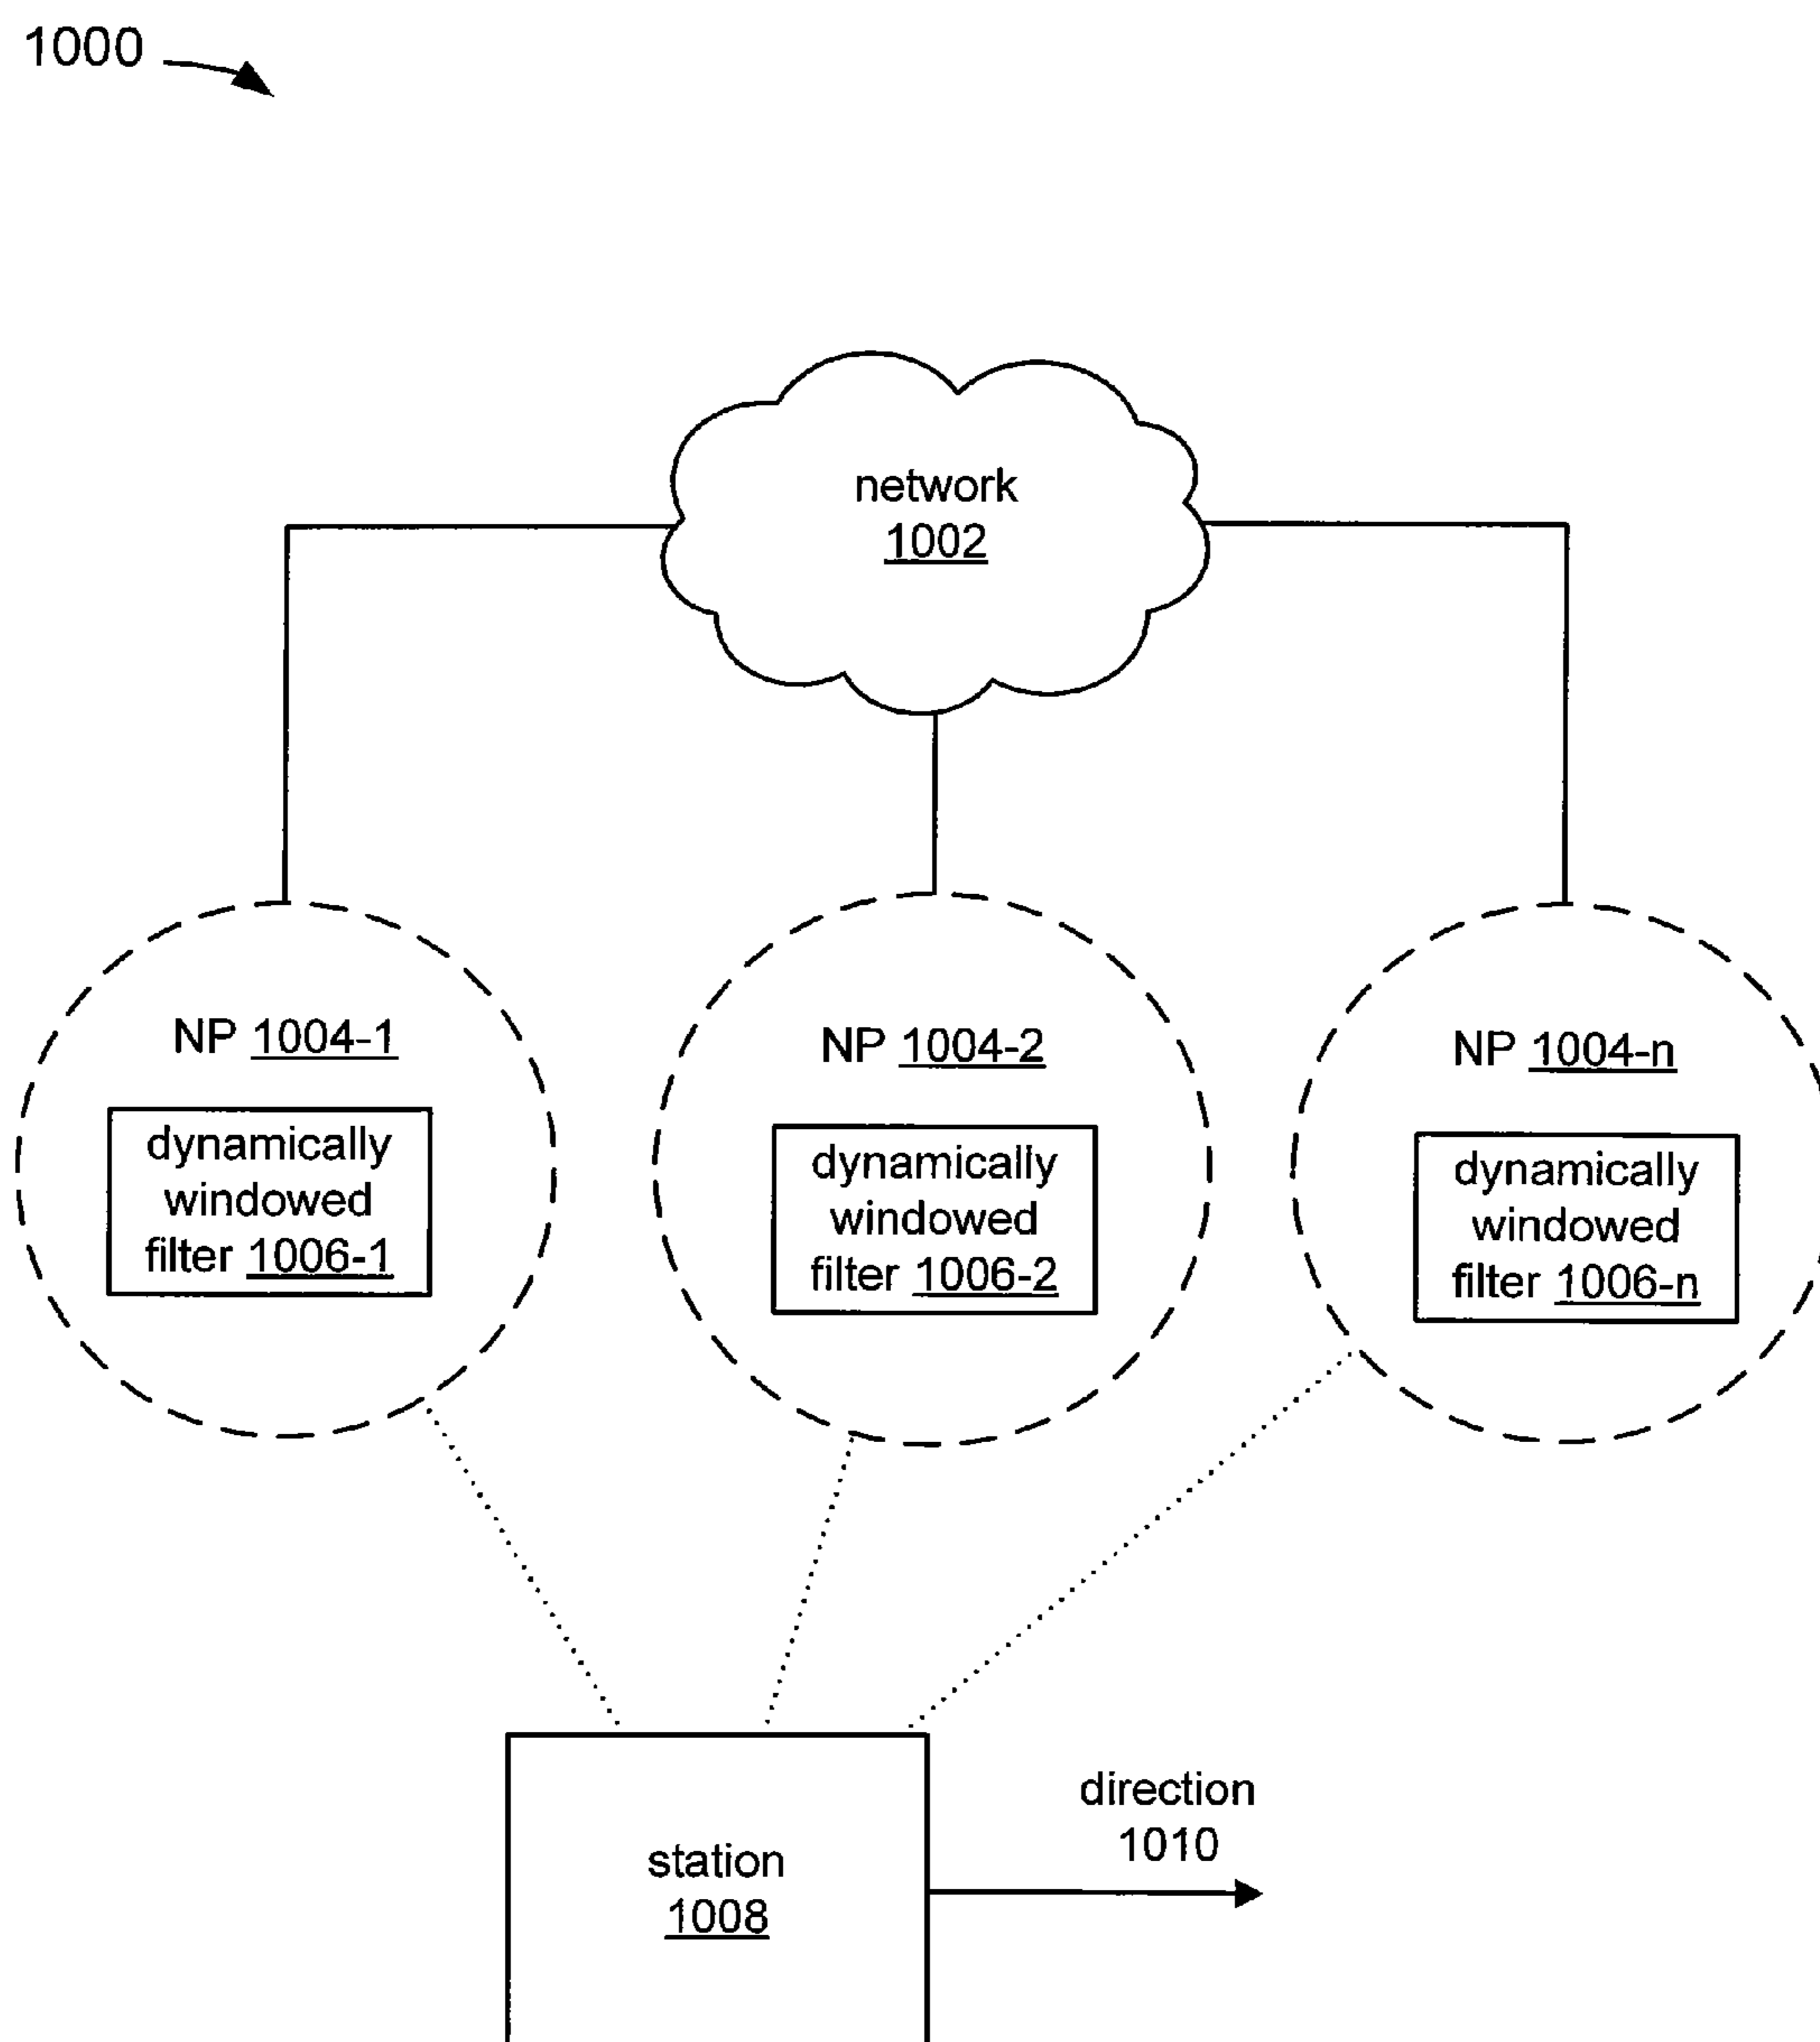 1000
network
1002
NP 1004-1
dynamically
windowed
filter 1006-1
NP 1004-2
dynamically
windowed
filter 1006-2
NP 1004-n
dynamically
windowed
filter 1006-n
direction
1010
station
1008